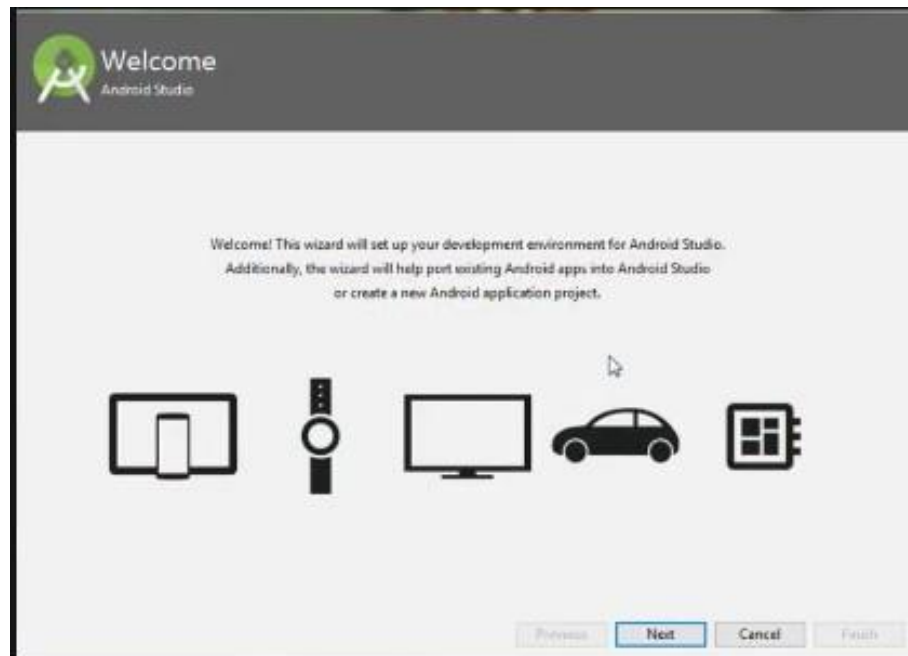 Welcome
Android Studio
Welcome! This wizard will set up your development environment for Android Studio.
Additionally, the wizard will help port existing Android apps into Android Studio
or create a new Android application project.
Previous
Next
Cancel
Finish